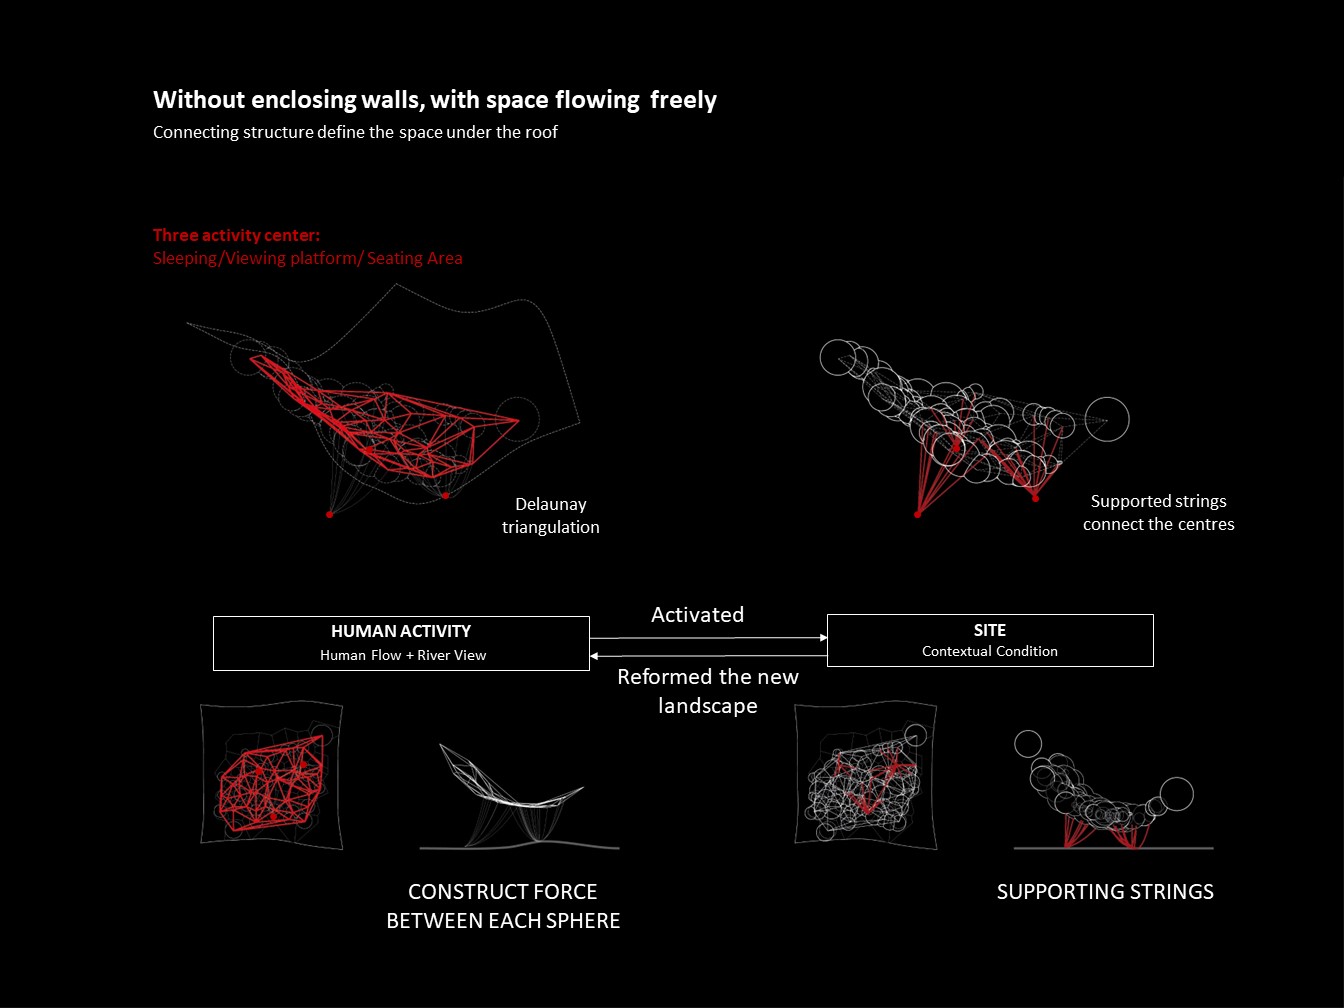 Without enclosing walls, with space flowing freely
Connecting structure define the space under the roof
Three activity center:
Sleeping/Viewing platform/ Seating Area
Delaunay
triangulation
Supported strings
connect the centres
HUMAN ACTIVITY
Human Flow + River View
Activated
Reformed the new
landscape
SITE
Contextual Condition
CONSTRUCT FORCE
BETWEEN EACH SPHERE
SUPPORTING STRINGS